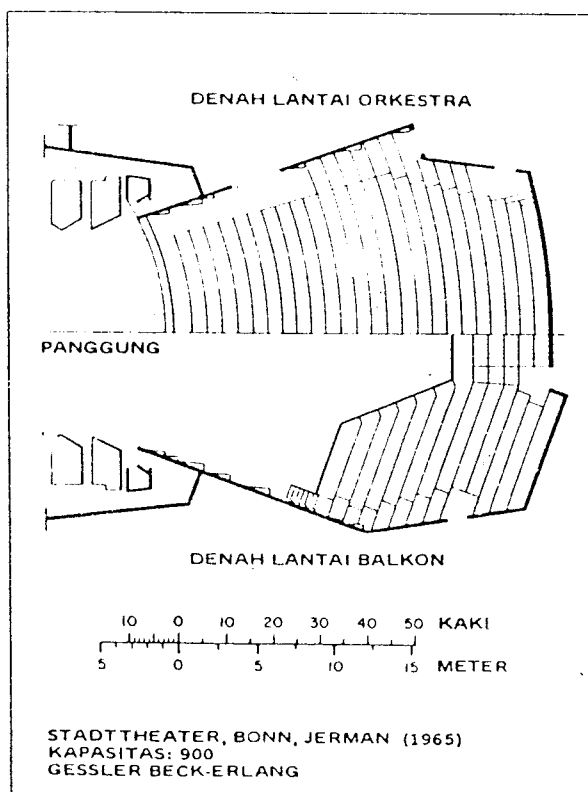 DENAH LANTAI ORKESTRA
PANGGUNG
DENAH LANTAI BALKON
10 0 10 20 30 40 50 KAKI
5 0 5 10 15 METER
STADTTHEATER, BONN, JERMAN (1965)
KAPASITAS: 900
GESSLER BECK-ERLANG